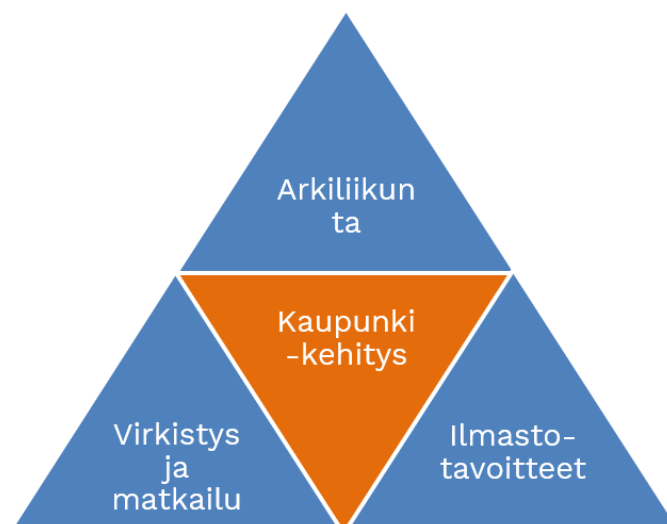 Arkiliikun
ta
Kaupunki
-kehitys
Virkistys
ja
matkailu
Ilmasto-
tavoitteet